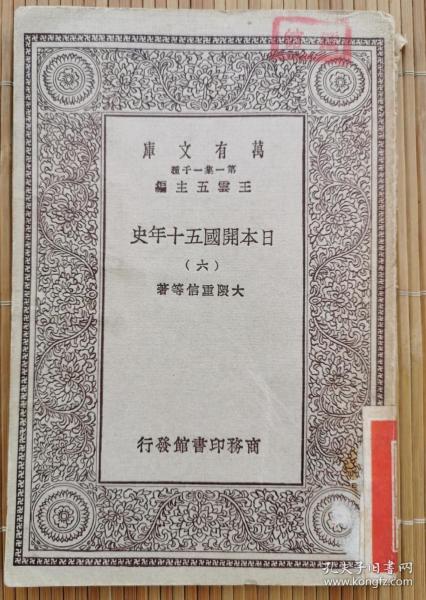 萬有文庫
第一集一千種
王雲五主編
日本開國五十年史
（六）
大隈重信等著
商務印書館發行
孔夫子旧書网
www.kongfz.com